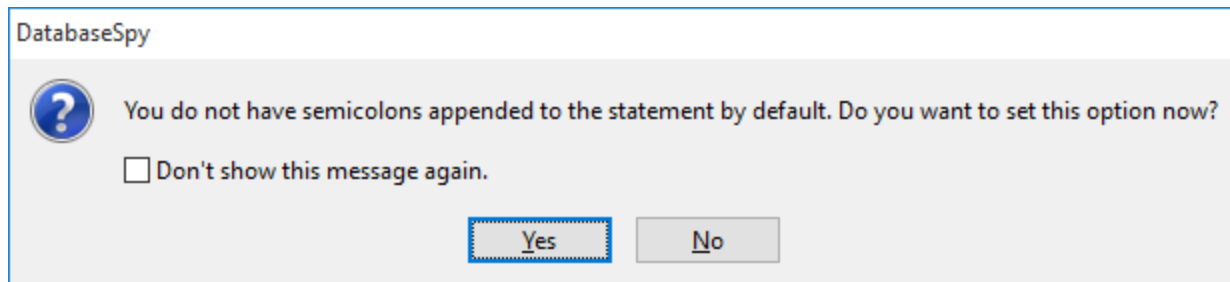 DatabaseSpy
You do not have semicolons appended to the statement by default. Do you want to set this option now?
Don't show this message again.
Yes No